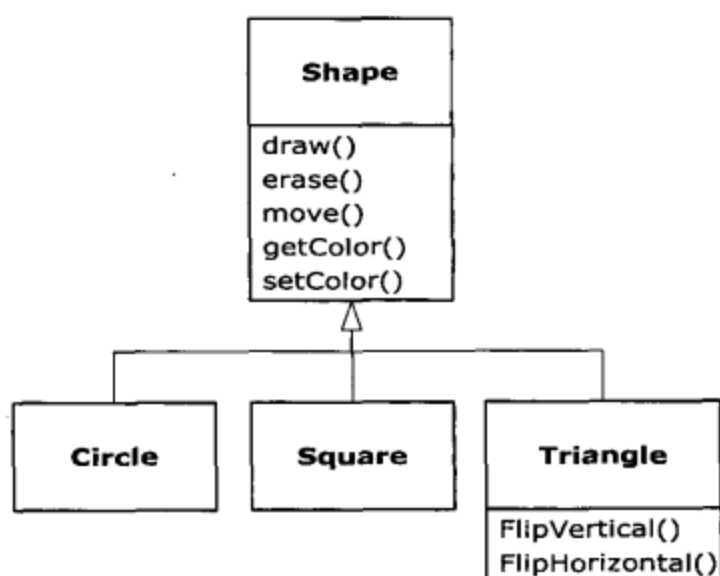 Shape
draw()
erase()
move()
getColor()
setColor()
Circle
Square
Triangle
FlipVertical()
FlipHorizontal()